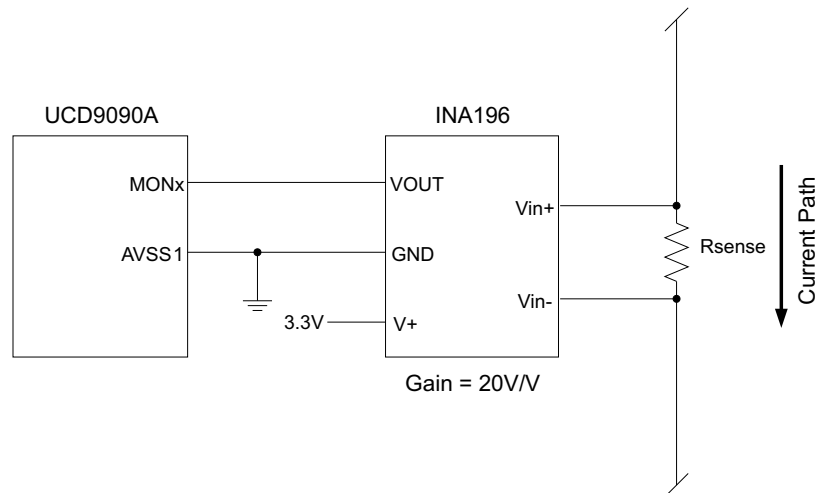 UCD9090A
INA196
MONx
VOUT
Vin+
AVSS1
GND
Rsense
Current Path
Vin-
3.3V
V+
Gain = 20V/V